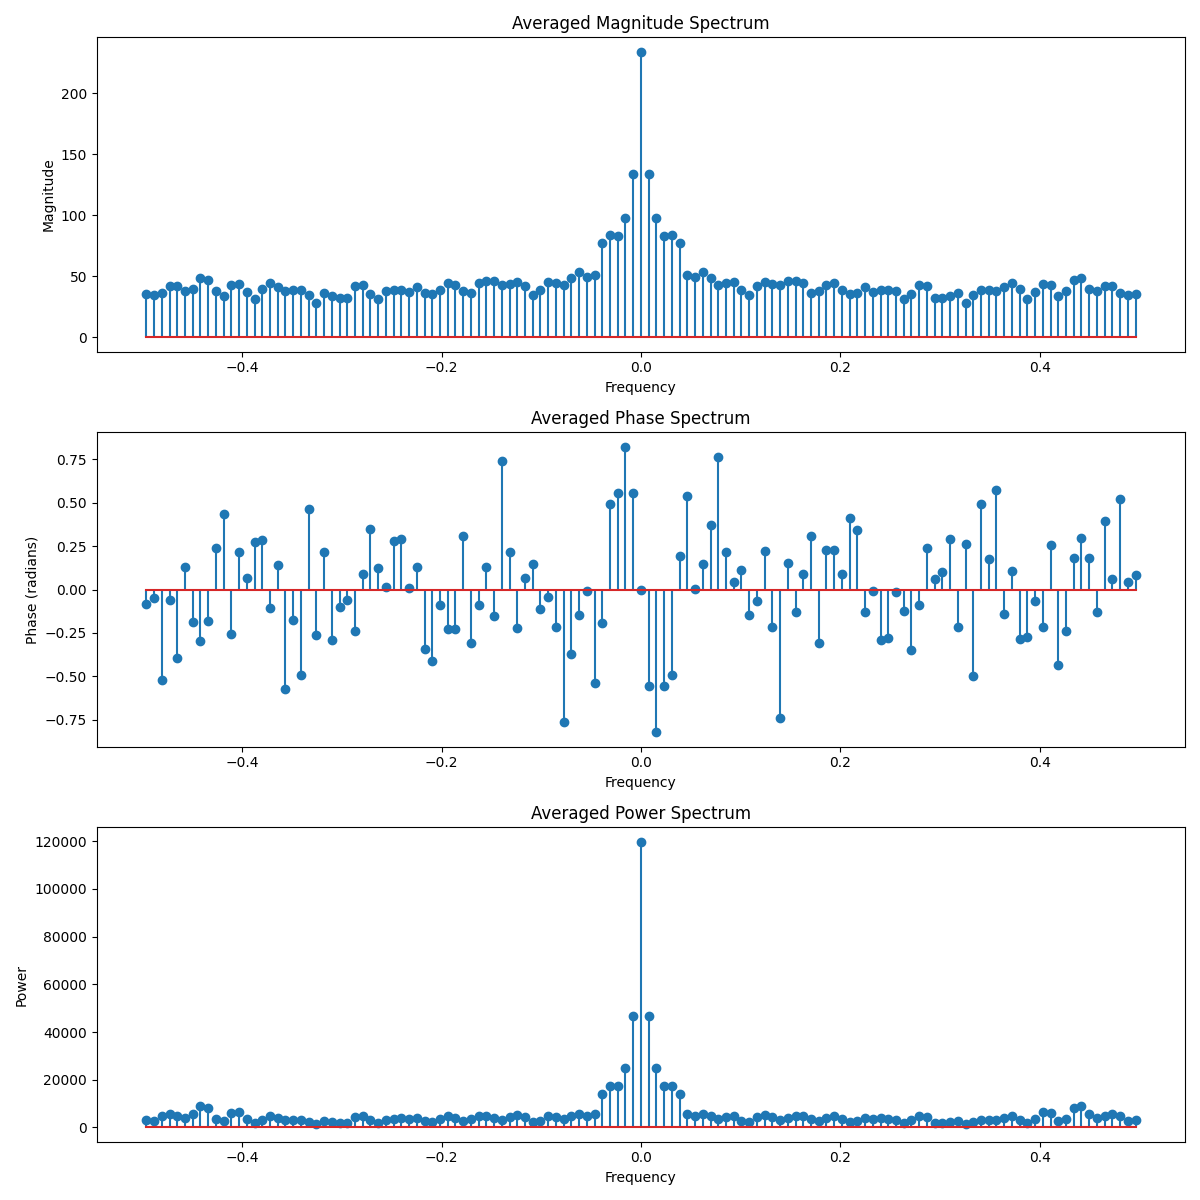 Averaged Magnitude Spectrum
200
150
100
50
0
Magnitude
−0.4 −0.2 0.0 0.2 0.4
Frequency
Averaged Phase Spectrum
0.75
0.50
0.25
0.00
−0.25
−0.50
−0.75
Phase (radians)
−0.4 −0.2 0.0 0.2 0.4
Frequency
Averaged Power Spectrum
120000
100000
80000
60000
40000
20000
0
Power
−0.4 −0.2 0.0 0.2 0.4
Frequency